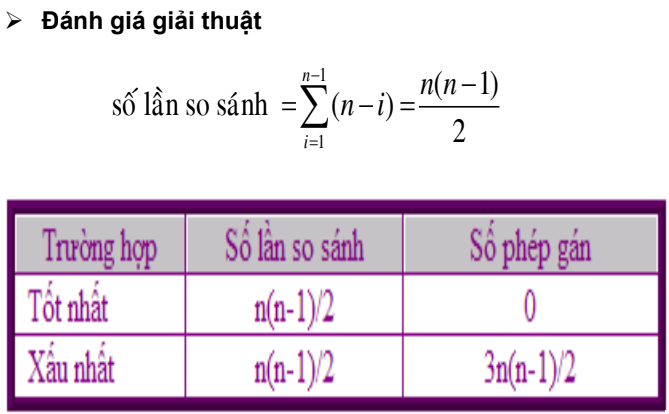 ➢ Đánh giá giải thuật
số lần so sánh = \sum_{i=1}^{n-1} (n-i) = \frac{n(n-1)}{2}
Trường hợp Số lần so sánh Số phép gán
Tốt nhất n(n-1)/2 0
Xấu nhất n(n-1)/2 3n(n-1)/2